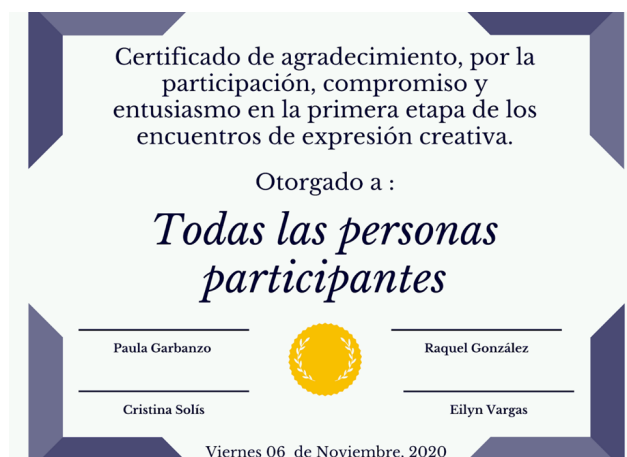 Certificado de agradecimiento, por la
participación, compromiso y
entusiasmo en la primera etapa de los
encuentros de expresión creativa.
Otorgado a :
Todas las personas
participantes
Paula Garbanzo
Raquel González
Cristina Solís
Eilyn Vargas
Viernes 06 de Noviembre, 2020